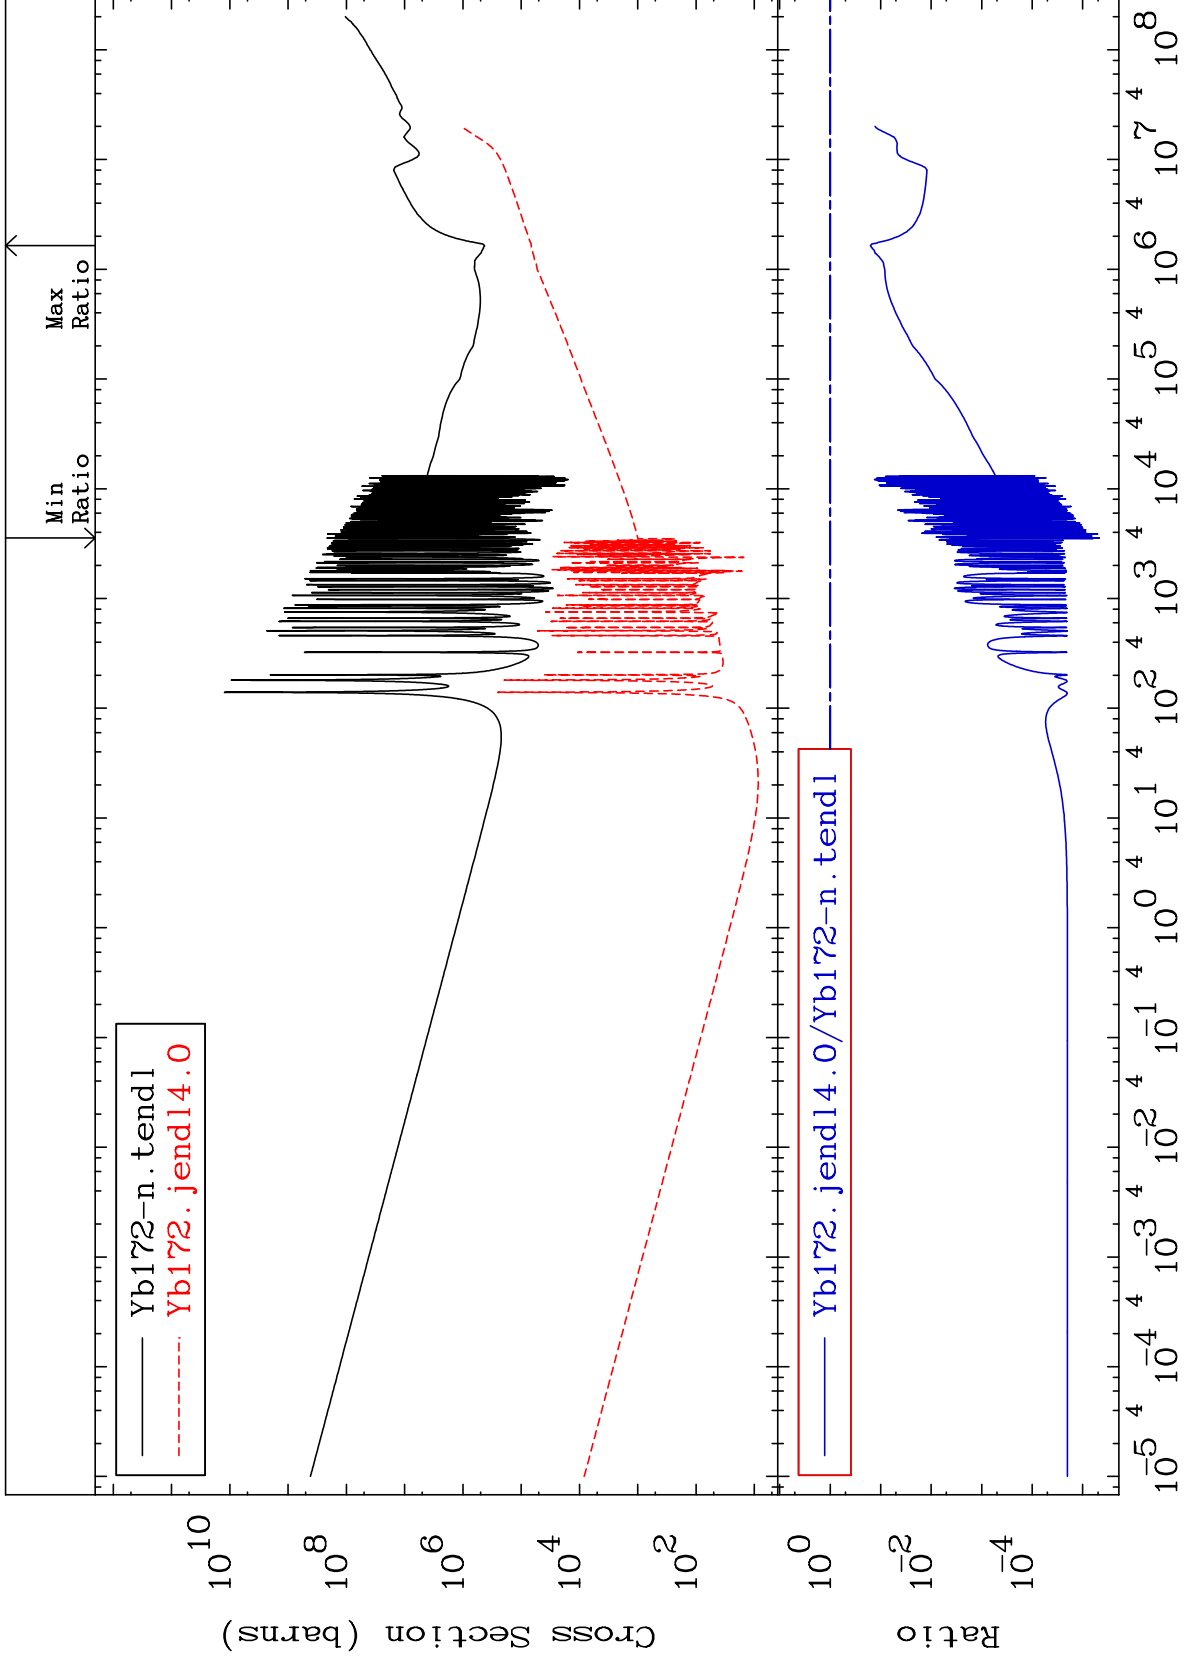 Min
Ratio
Max
Ratio
Yb172-n.tendl
Yb172.jendl4.0
10^10
10^8
10^6
10^4
10^2
Cross Section (barns)
Yb172.jendl4.0/Yb172-n.tendl
10^0
10^-2
10^-4
Ratio
10^-5 4 10^-4 4 10^-3 4 10^-2 4 10^-1 4 10^0 4 10^1 4 10^2 4 10^3 4 10^4 4 10^5 4 10^6 4 10^7 4 10^8